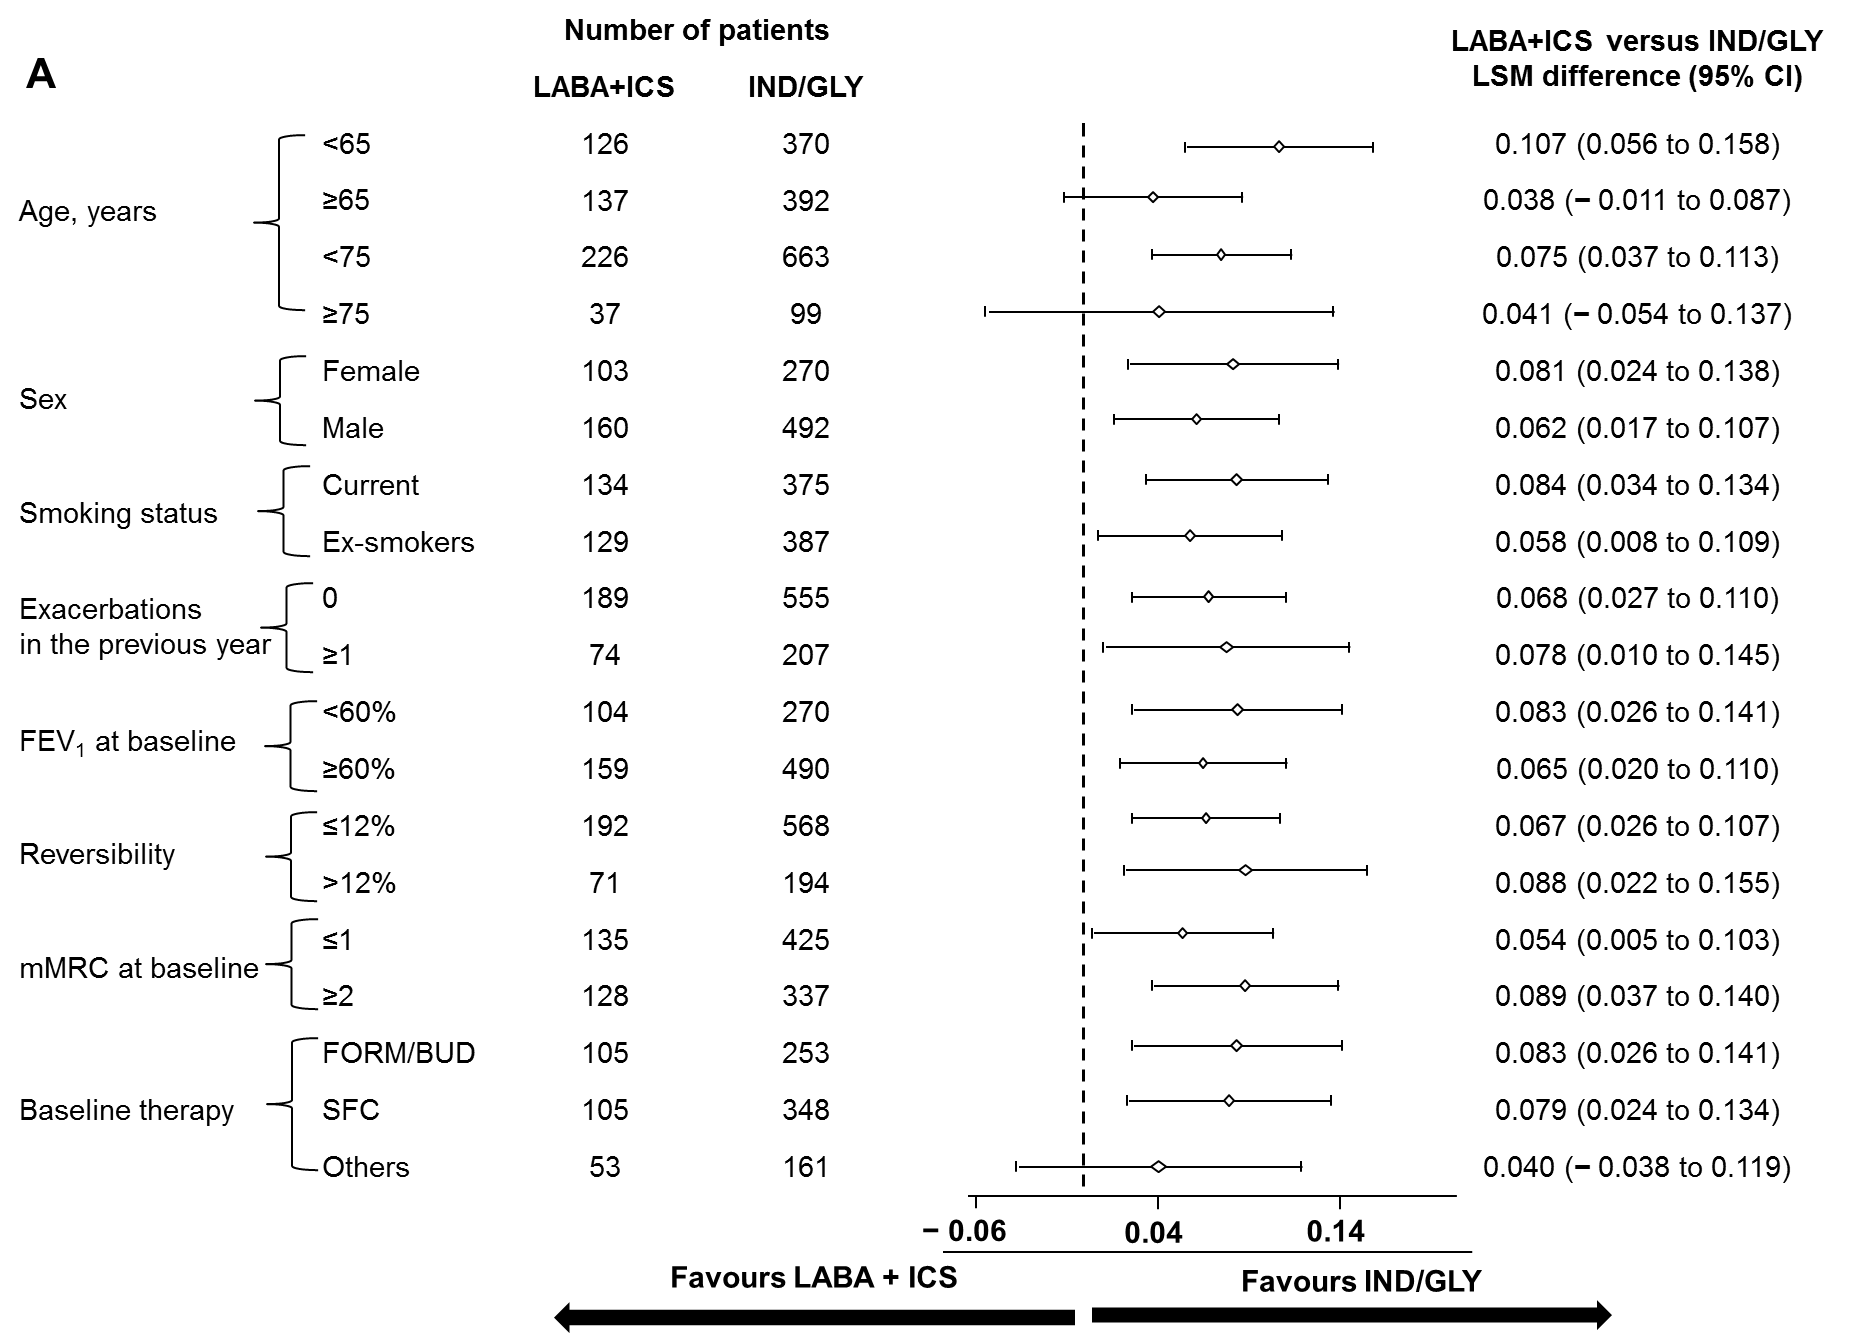 A
Number of patients
LABA+ICS IND/GLY
LABA+ICS versus IND/GLY
LSM difference (95% CI)
Age, years
<65 126 370 0.107 (0.056 to 0.158)
≥65 137 392 0.038 (− 0.011 to 0.087)
<75 226 663 0.075 (0.037 to 0.113)
≥75 37 99 0.041 (− 0.054 to 0.137)
Sex
Female 103 270 0.081 (0.024 to 0.138)
Male 160 492 0.062 (0.017 to 0.107)
Smoking status
Current 134 375 0.084 (0.034 to 0.134)
Ex-smokers 129 387 0.058 (0.008 to 0.109)
Exacerbations
in the previous year
0 189 555 0.068 (0.027 to 0.110)
≥1 74 207 0.078 (0.010 to 0.145)
FEV₁ at baseline
<60% 104 270 0.083 (0.026 to 0.141)
≥60% 159 490 0.065 (0.020 to 0.110)
Reversibility
≤12% 192 568 0.067 (0.026 to 0.107)
>12% 71 194 0.088 (0.022 to 0.155)
mMRC at baseline
≤1 135 425 0.054 (0.005 to 0.103)
≥2 128 337 0.089 (0.037 to 0.140)
Baseline therapy
FORM/BUD 105 253 0.083 (0.026 to 0.141)
SFC 105 348 0.079 (0.024 to 0.134)
Others 53 161 0.040 (− 0.038 to 0.119)
− 0.06 0.04 0.14
Favours LABA + ICS Favours IND/GLY